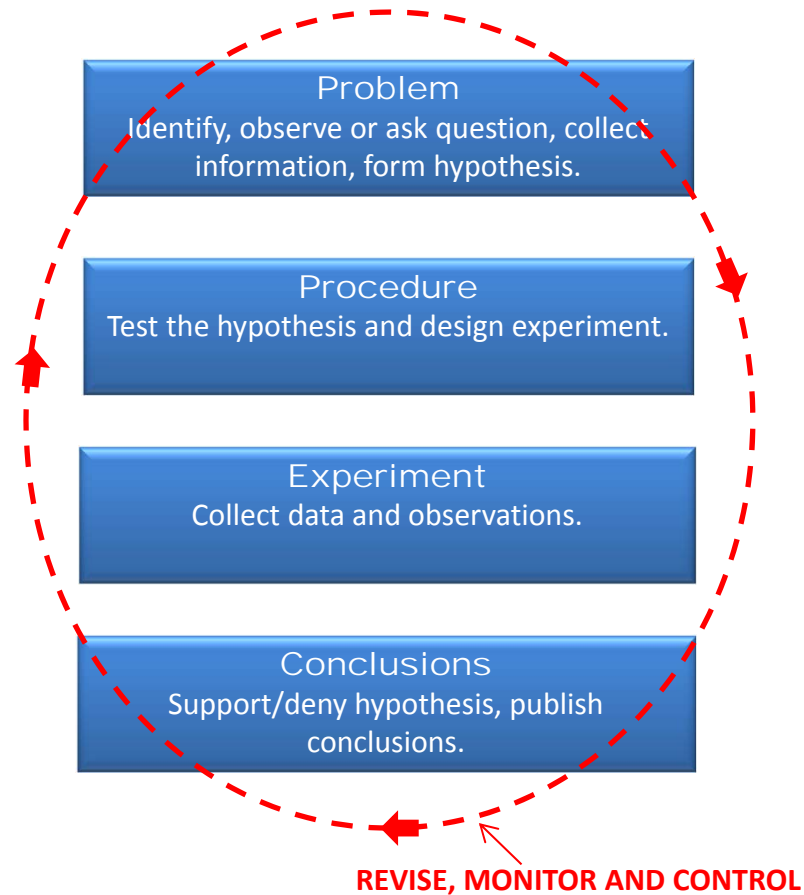 Problem
Identify, observe or ask question, collect
information, form hypothesis.
Procedure
Test the hypothesis and design experiment.
Experiment
Collect data and observations.
Conclusions
Support/deny hypothesis, publish
conclusions.
REVISE, MONITOR AND CONTROL